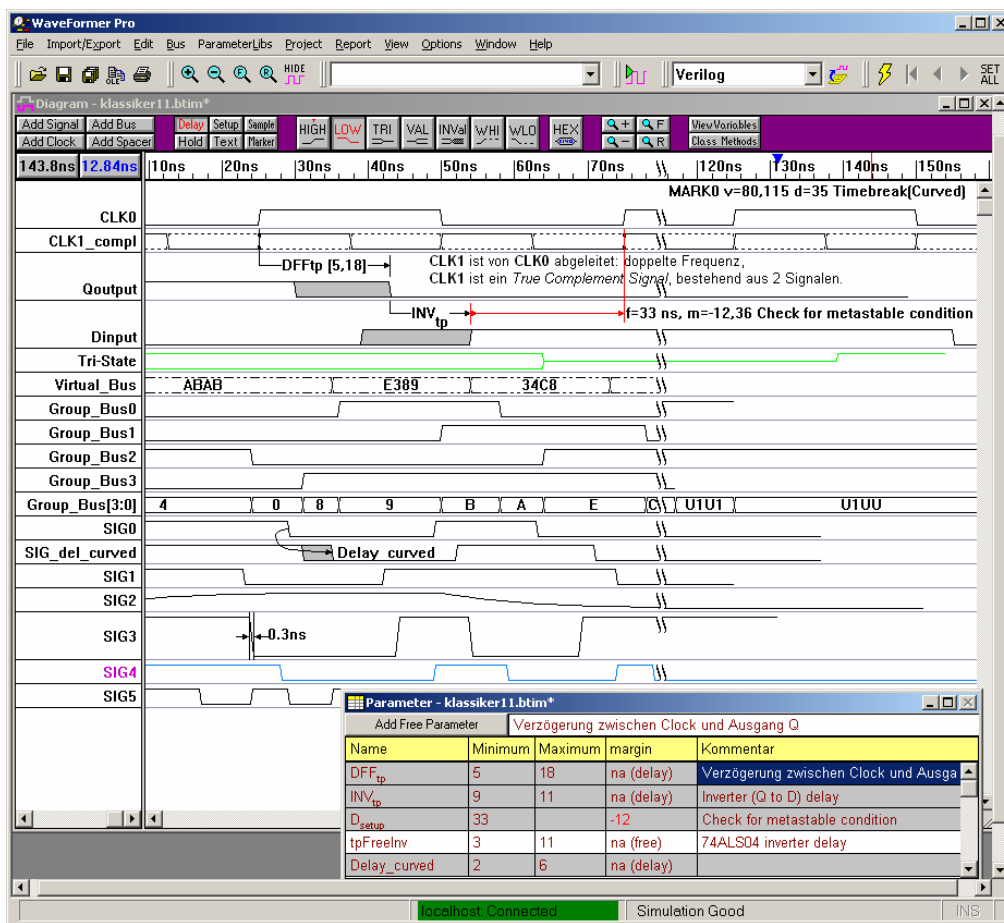 WaveFormer Pro
File Import/Export Edit Bus ParameterLibs Project Report View Options Window Help
OLE HIDE Verilog SET ALL
Diagram - klassiker11.btim*
Add Signal Add Bus Delay Setup Sample HIGH LOW TRI VAL INVal WHI WLO HEX Q+ QF ViewVariables
Add Clock Add Spacer Hold Text Marker Q- QR Class Methods
143.8ns 12.84ns 10ns 20ns 30ns 40ns 50ns 60ns 70ns 120ns 130ns 140ns 150ns
MARK0 v=80,115 d=35 Timebreak(Curved)
CLK0
CLK1_compl
DFFtp [5,18] CLK1 ist von CLK0 abgeleitet: doppelte Frequenz,
CLK1 ist ein True Complement Signal, bestehend aus 2 Signalen.
Qoutput
INVtp f=33 ns, m=-12,36 Check for metastable condition
Dinput
Tri-State
Virtual_Bus ABAB E389 34C8
Group_Bus0
Group_Bus1
Group_Bus2
Group_Bus3
Group_Bus[3:0] 4 0 8 9 B A E C U1U1 U1UU
SIG0
SIG_del_curved Delay_curved
SIG1
SIG2
SIG3 0.3ns
SIG4
SIG5
Parameter - klassiker11.btim*
Add Free Parameter Verzögerung zwischen Clock und Ausgang Q
Name Minimum Maximum margin Kommentar
DFFtp 5 18 na (delay) Verzögerung zwischen Clock und Ausga
INVtp 9 11 na (delay) Inverter (Q to D) delay
Dsetup 33 -12 Check for metastable condition
tpFreeInv 3 11 na (free) 74ALS04 inverter delay
Delay_curved 2 6 na (delay)
localhost: Connected Simulation Good INS